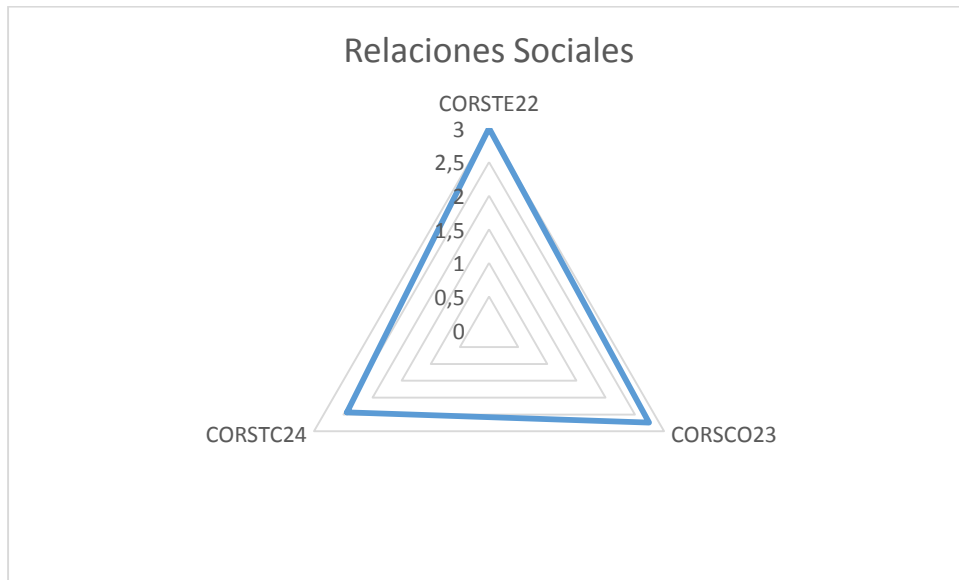 Relaciones Sociales
CORSTE22
3
2,5
2
1,5
1
0,5
0
CORSTC24
CORSCO23